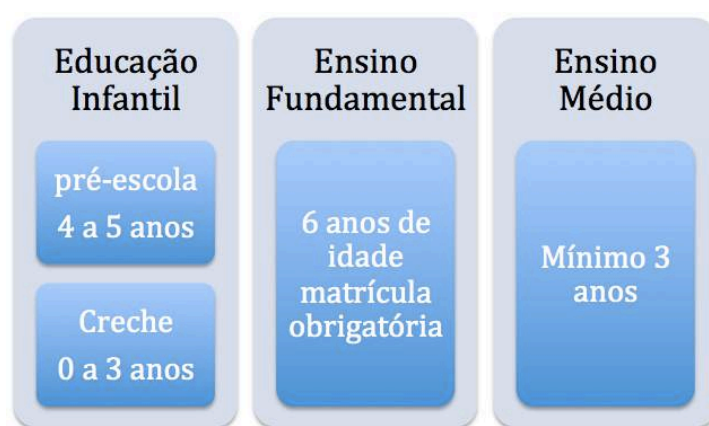 Educação
Infantil
pré-escola
4 a 5 anos
Creche
0 a 3 anos
Ensino
Fundamental
6 anos de
idade
matrícula
obrigatória
Ensino
Médio
Mínimo 3
anos